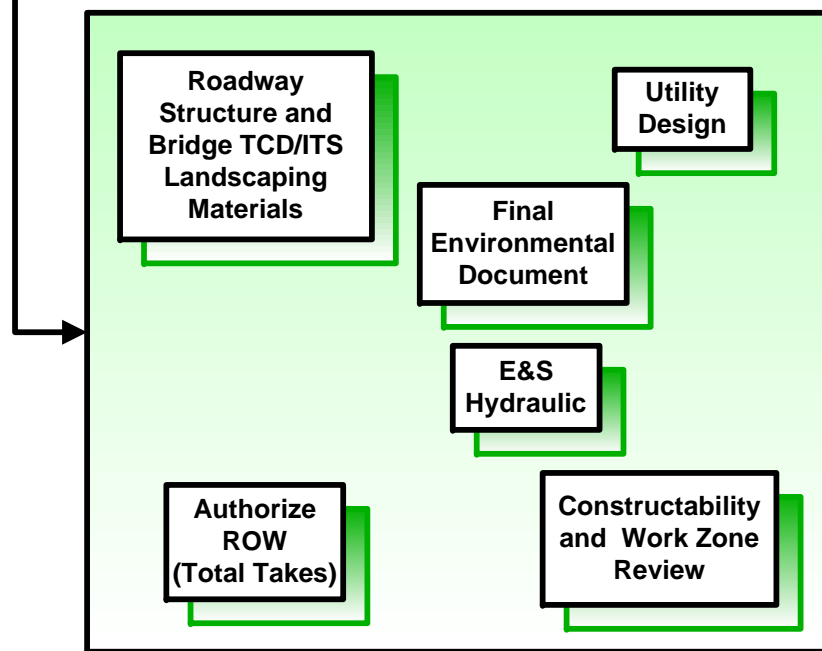 Roadway
Structure and
Bridge TCD/ITS
Landscaping
Materials
Utility
Design
Final
Environmental
Document
E&S
Hydraulic
Authorize
ROW
(Total Takes)
Constructability
and Work Zone
Review